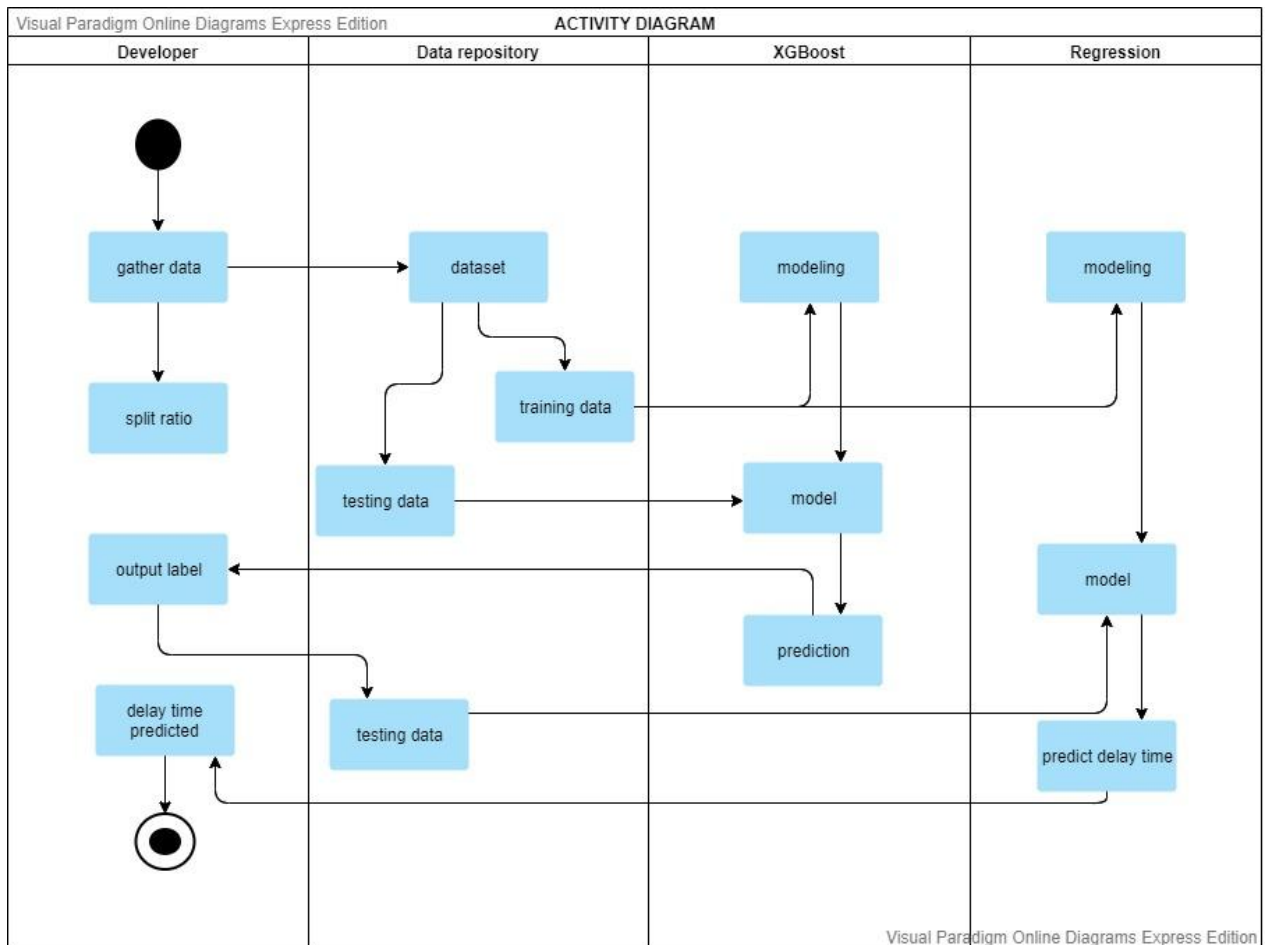 Visual Paradigm Online Diagrams Express Edition
ACTIVITY DIAGRAM
Developer
Data repository
XGBoost
Regression
gather data
dataset
modeling
modeling
split ratio
training data
testing data
model
output label
model
prediction
delay time
predicted
testing data
predict delay time
Visual Paradigm Online Diagrams Express Edition